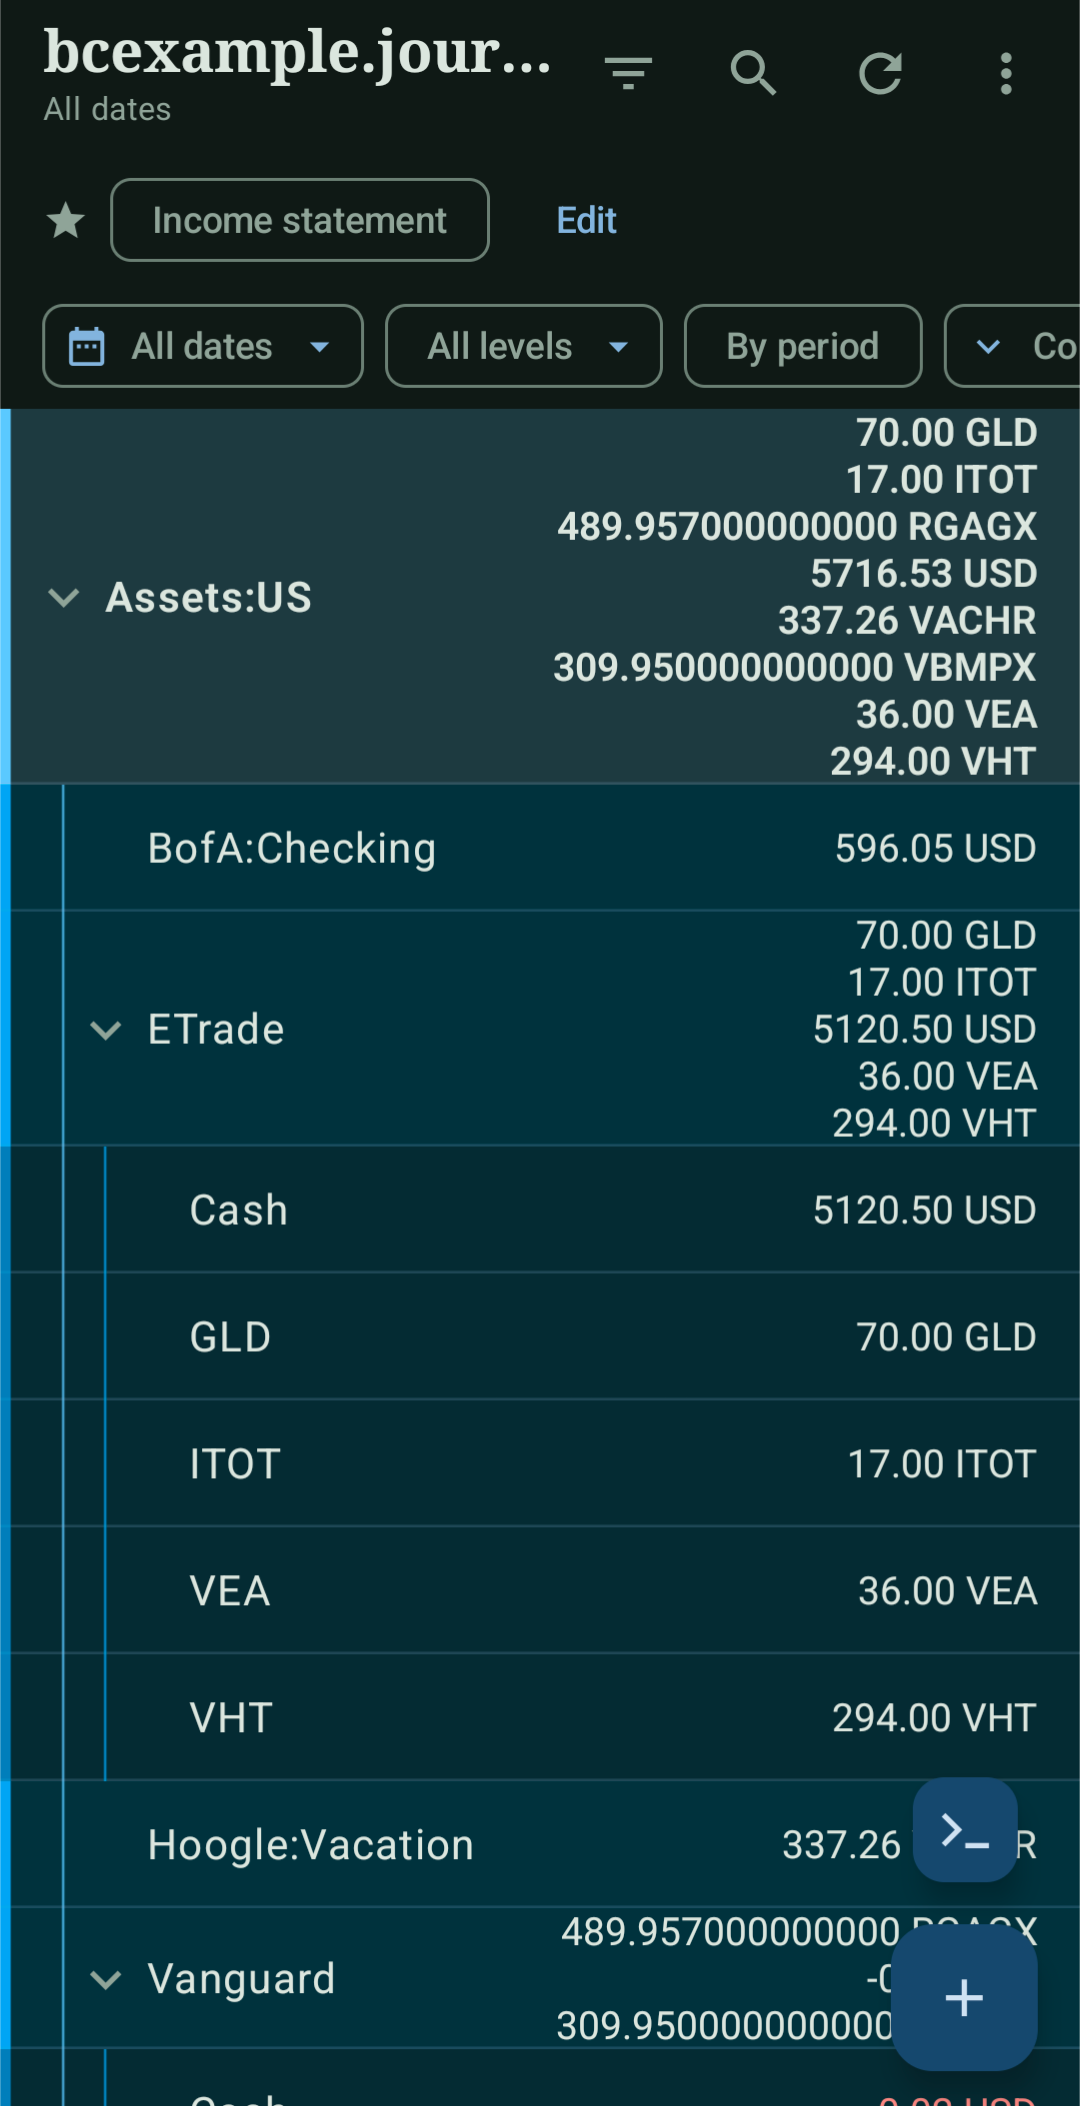 bcexample.jour...
All dates
Income statement
Edit
All dates
All levels
By period
Co
70.00 GLD
17.00 ITOT
489.957000000000 RGAGX
5716.53 USD
337.26 VACHR
309.950000000000 VBMPX
36.00 VEA
294.00 VHT
Assets:US
BofA:Checking
596.05 USD
70.00 GLD
17.00 ITOT
5120.50 USD
36.00 VEA
294.00 VHT
ETrade
Cash
5120.50 USD
GLD
70.00 GLD
ITOT
17.00 ITOT
VEA
36.00 VEA
VHT
294.00 VHT
Hoogle:Vacation
337.26
489.957000000000
Vanguard
309.950000000000
Cash
USD